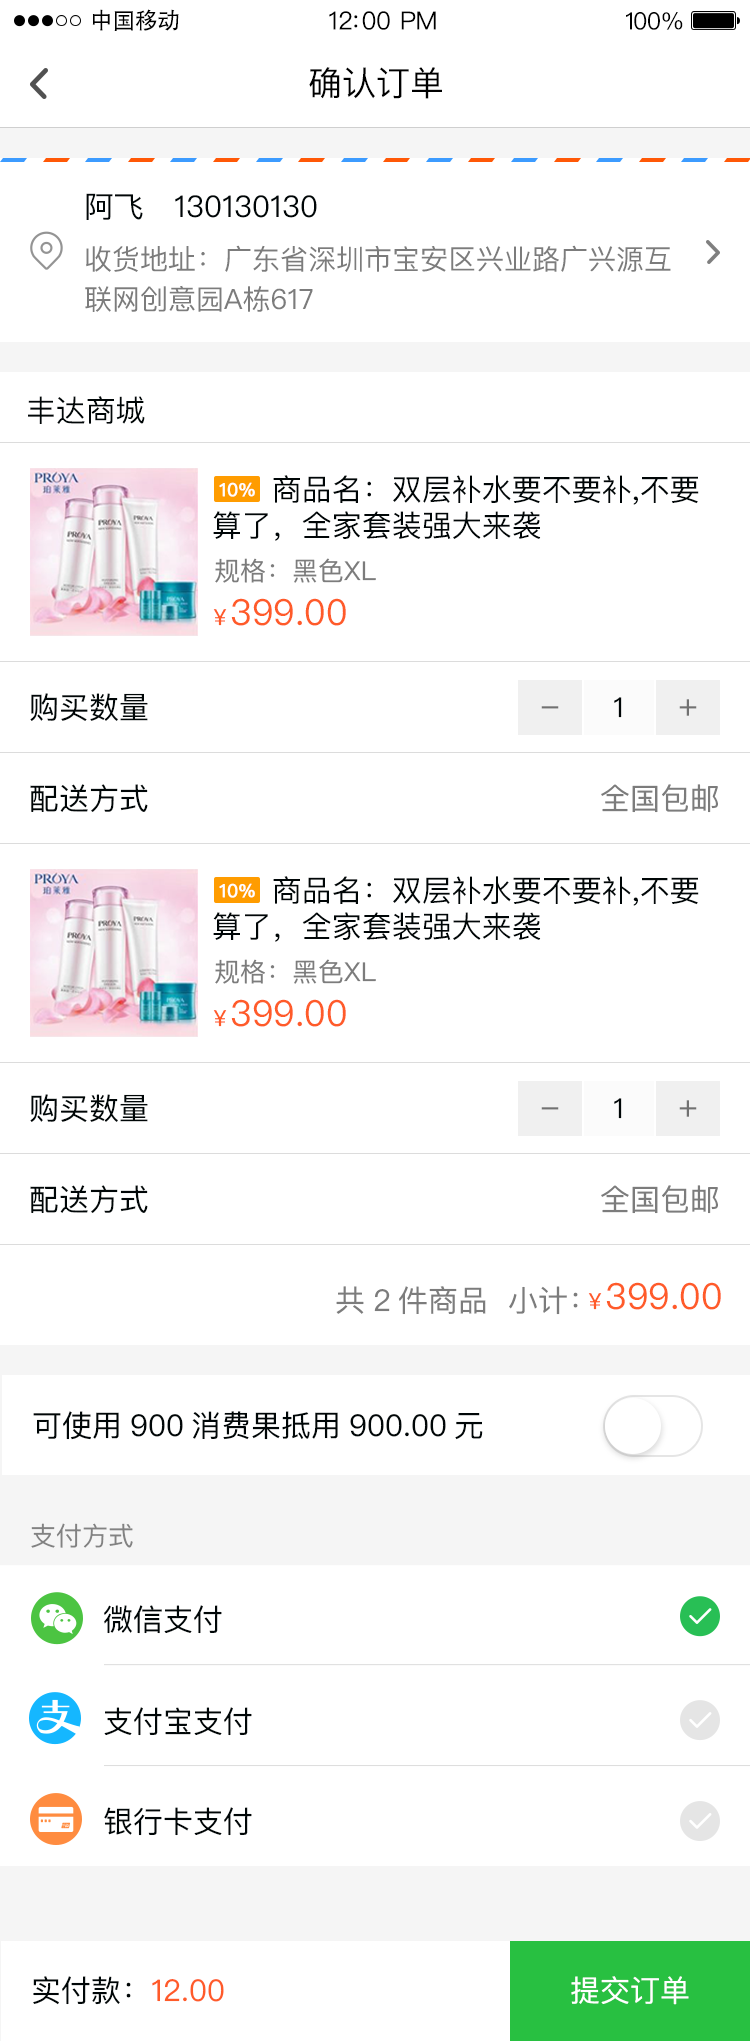 中国移动 12:00 PM 100%
确认订单
阿飞 130130130
收货地址：广东省深圳市宝安区兴业路广兴源互
联网创意园A栋617
丰达商城
PRÓYA
珀莱雅
PROYA
PROYA
PROYA
PROYA
10% 商品名：双层补水要不要补,不要
算了，全家套装强大来袭
规格：黑色XL
¥399.00
购买数量 − 1 +
配送方式 全国包邮
PRÓYA
珀莱雅
PROYA
PROYA
PROYA
PROYA
10% 商品名：双层补水要不要补,不要
算了，全家套装强大来袭
规格：黑色XL
¥399.00
购买数量 − 1 +
配送方式 全国包邮
共 2 件商品 小计：¥399.00
可使用 900 消费果抵用 900.00 元
支付方式
微信支付
支 支付宝支付
银行卡支付
实付款：12.00 提交订单